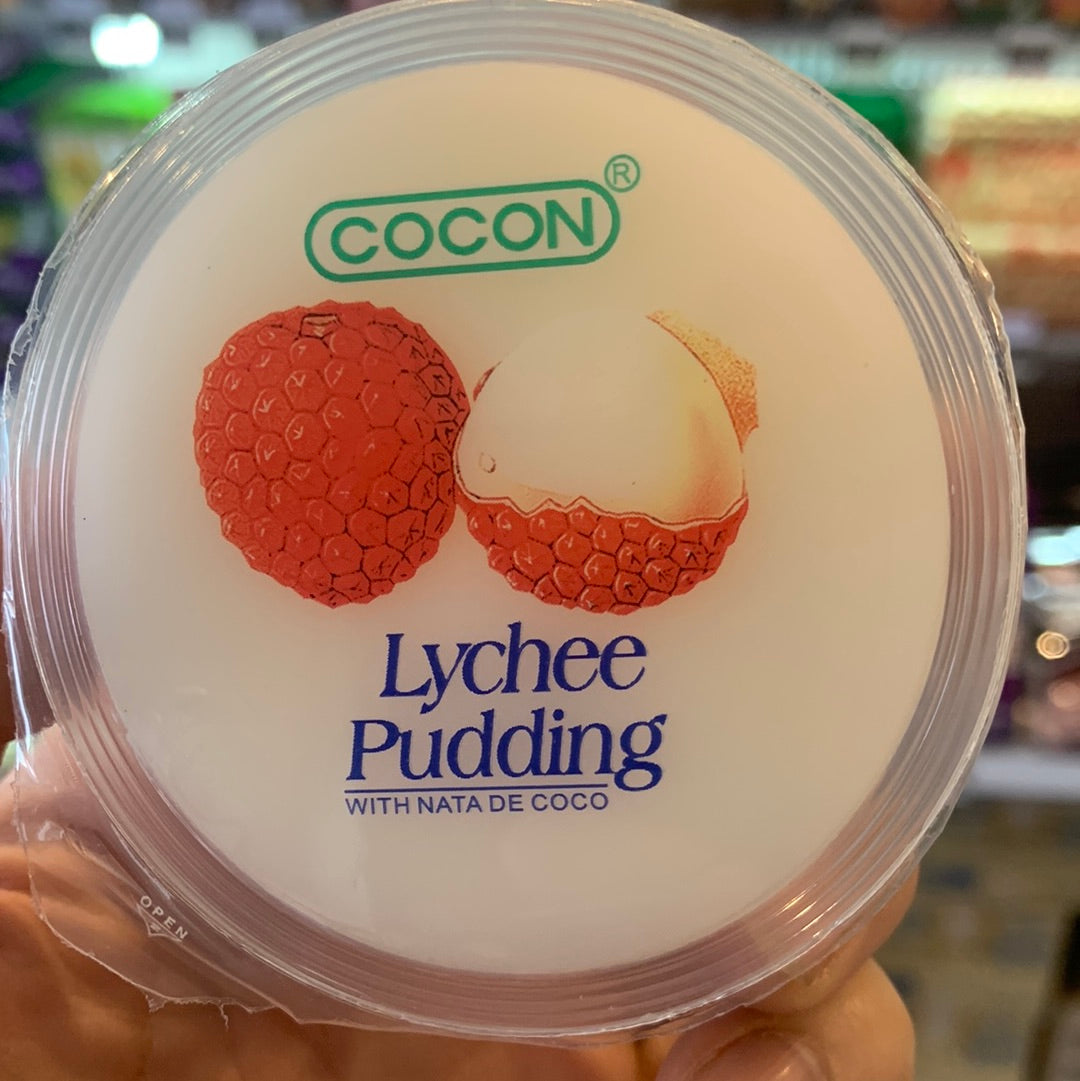 COCON®
Lychee
Pudding
WITH NATA DE COCO
OPEN